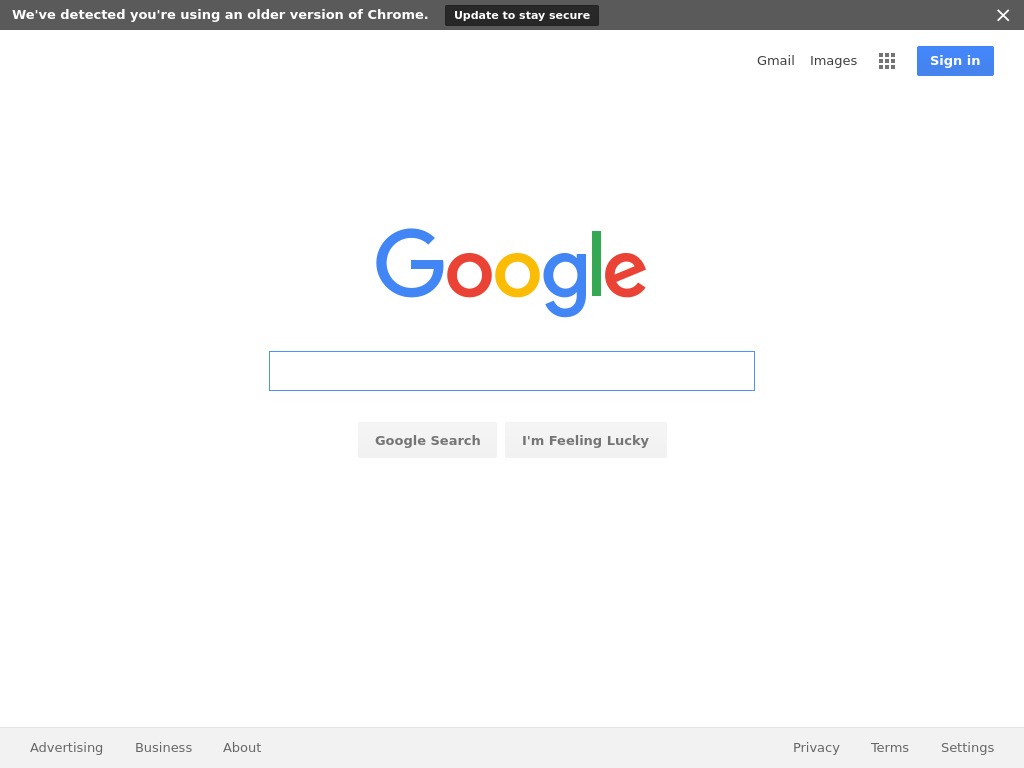 We've detected you're using an older version of Chrome. Update to stay secure
Gmail Images Sign in
Google
Google Search I'm Feeling Lucky
Advertising Business About Privacy Terms Settings